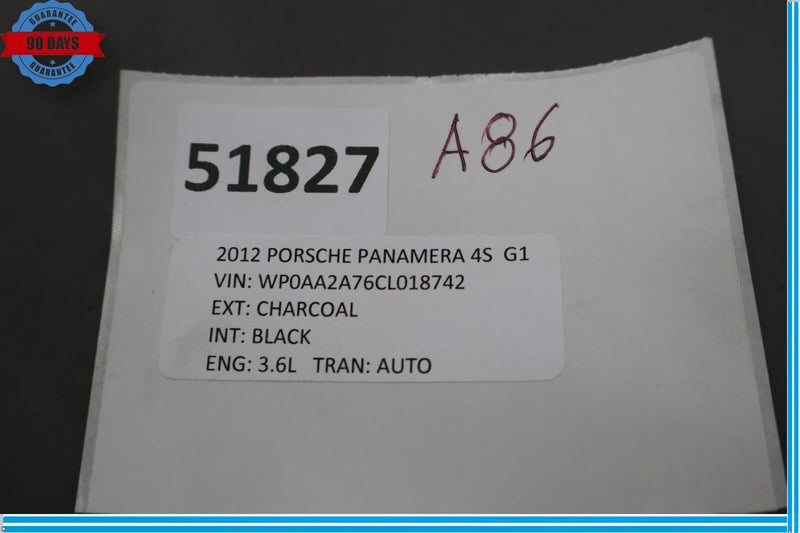 GUARANTEE
90 DAYS
GUARANTEE
51827
A86
2012 PORSCHE PANAMERA 4S G1
VIN: WP0AA2A76CL018742
EXT: CHARCOAL
INT: BLACK
ENG: 3.6L TRAN: AUTO